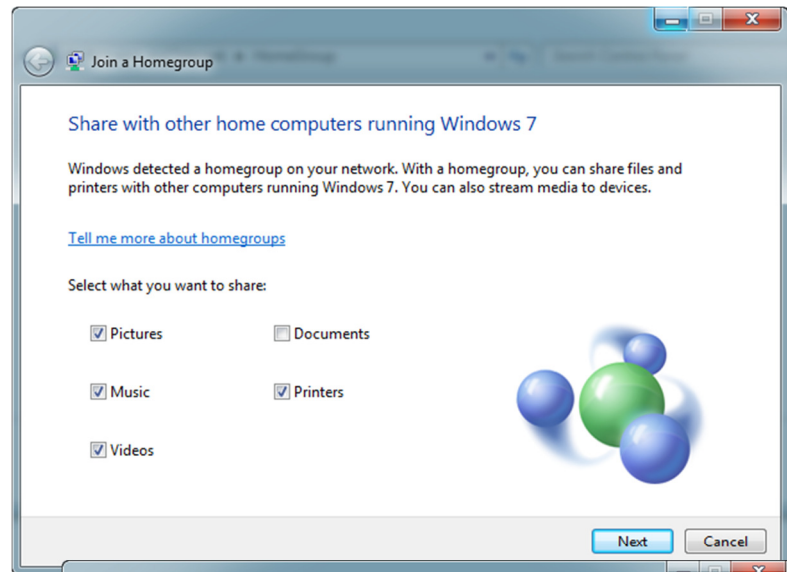 Join a Homegroup
Share with other home computers running Windows 7
Windows detected a homegroup on your network. With a homegroup, you can share files and
printers with other computers running Windows 7. You can also stream media to devices.
Tell me more about homegroups
Select what you want to share:
Pictures Documents
Music Printers
Videos
Next Cancel